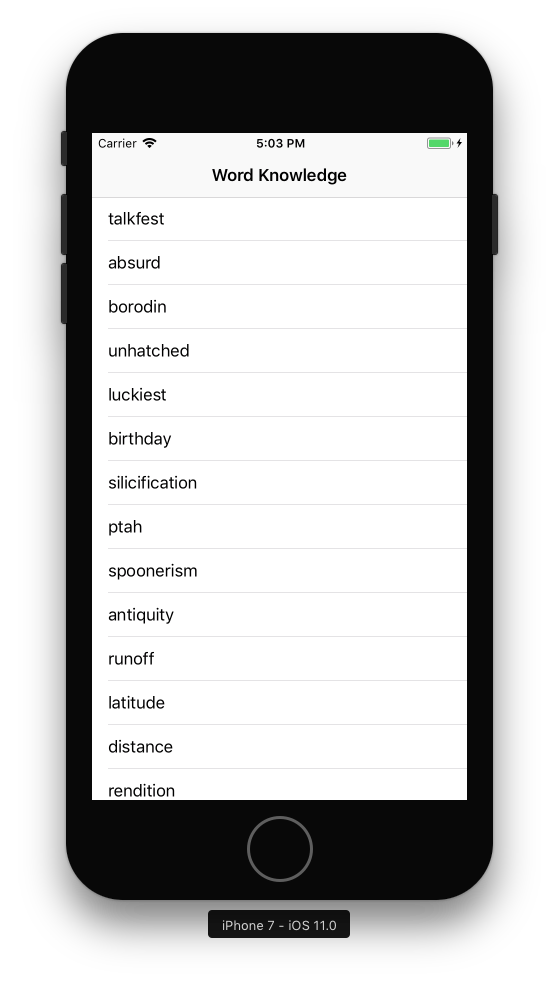 Carrier 5:03 PM
Word Knowledge
talkfest
absurd
borodin
unhatched
luckiest
birthday
silicification
ptah
spoonerism
antiquity
runoff
latitude
distance
rendition
iPhone 7 - iOS 11.0